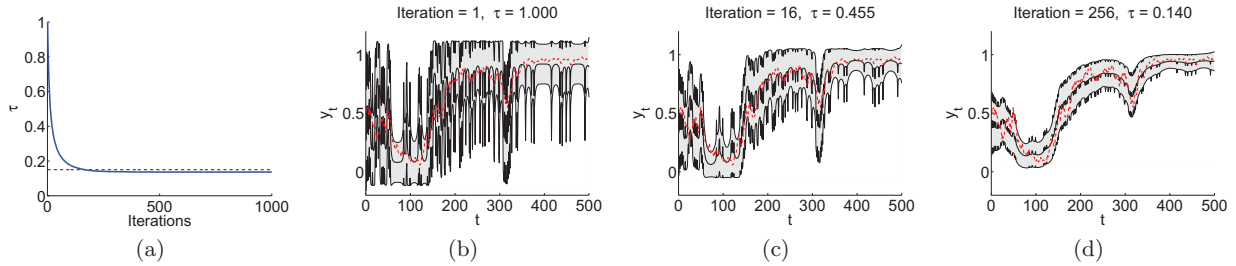 1
0.8
0.6
0.4
0.2
0
τ
0
500
1000
Iterations
(a)
Iteration = 1, τ = 1.000
1
0.5
0
y_t
0 100 200 300 400 500
t
(b)
Iteration = 16, τ = 0.455
1
0.5
0
y_t
0 100 200 300 400 500
t
(c)
Iteration = 256, τ = 0.140
1
0.5
0
y_t
0 100 200 300 400 500
t
(d)